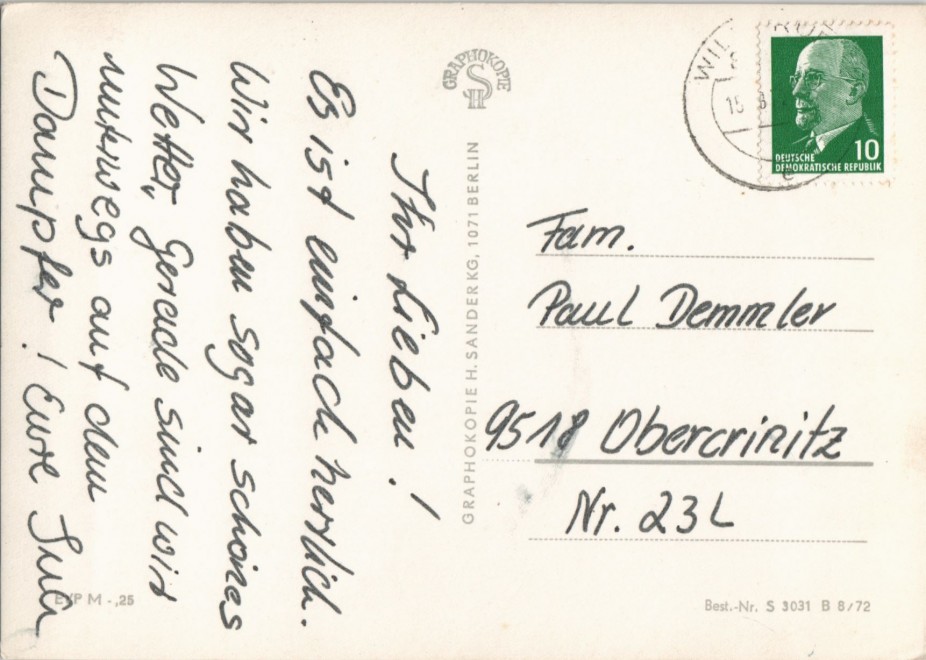 Ihr Lieben!
Es ist einfach herrlich.
Wir haben sogar schönes
Wetter, Gerade sind wir
unterwegs auf dem
Dampfer! Eure
EVP M -,25
GRAPHOKOPIE
SH
GRAPHOKOPIE H. SANDER KG, 1071 BERLIN
15
DEUTSCHE
DEMOKRATISCHE REPUBLIK
10
Fam.
Paul Demmler
9518 Obercrinitz
Nr. 23L
Best.-Nr. S 3031 B 8/72